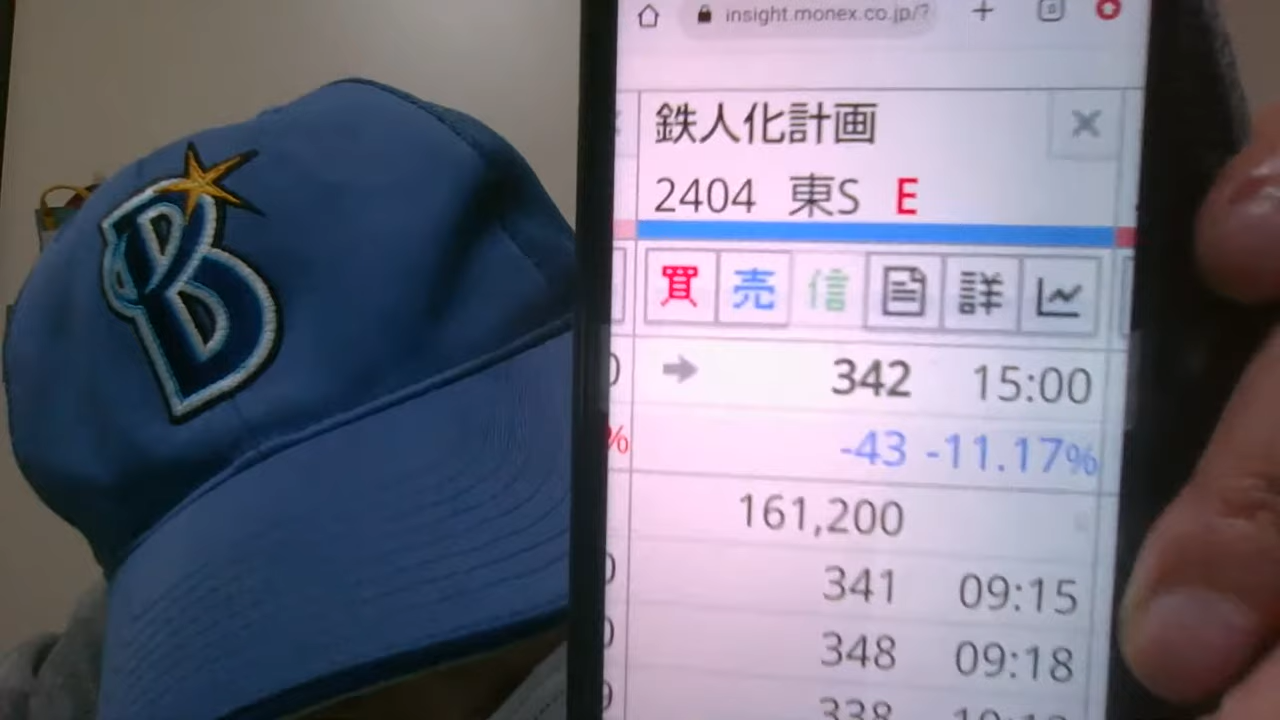 B
insight.monex.co.jp/?
鉄人化計画
2404 東S E
買 売 信 詳
342 15:00
-43 -11.17%
161,200
341 09:15
348 09:18
338